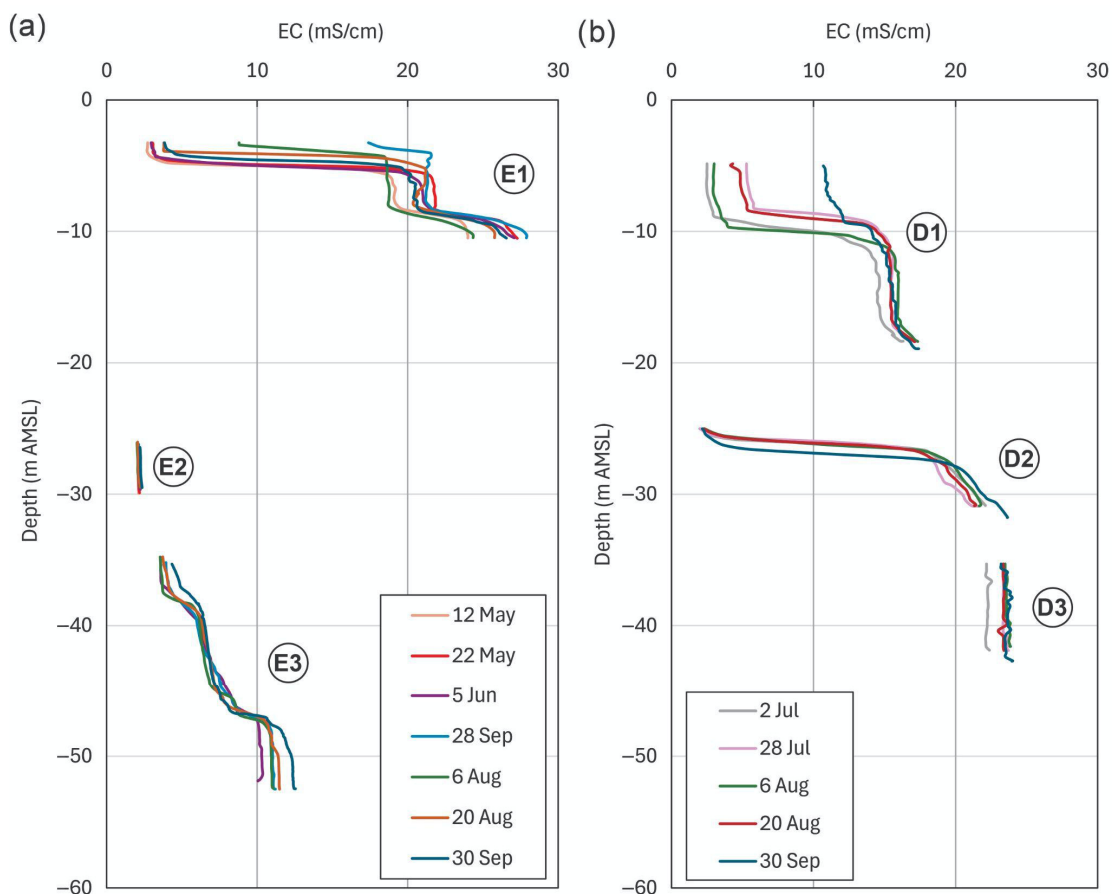 (a)
EC (mS/cm)
0 10 20 30
0
−10
−20
−30
−40
−50
−60
Depth (m AMSL)
E1
E2
E3
12 May
22 May
5 Jun
28 Sep
6 Aug
20 Aug
30 Sep
(b)
EC (mS/cm)
0 10 20 30
0
−10
−20
−30
−40
−50
−60
Depth (m AMSL)
D1
D2
D3
2 Jul
28 Jul
6 Aug
20 Aug
30 Sep